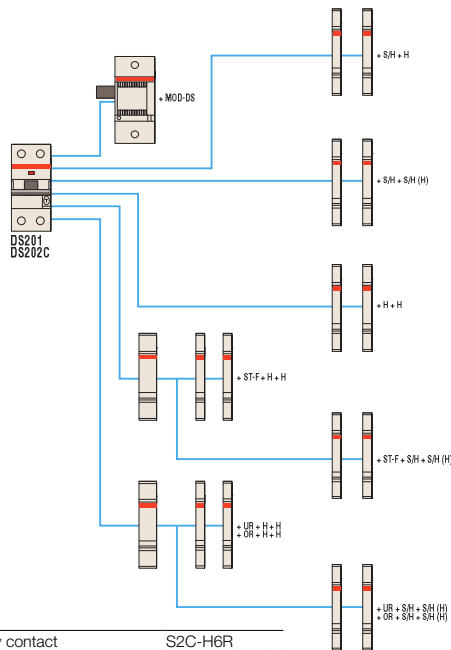 + S/H + H
+ MOD-DS
+ S/H + S/H (H)
DS201
DS202C
+ H + H
+ ST-F + H + H
+ ST-F + S/H + S/H (H)
+ UR + H + H
+ OR + H + H
+ UR + S/H + S/H (H)
+ OR + S/H + S/H (H)
contact S2C-H6R